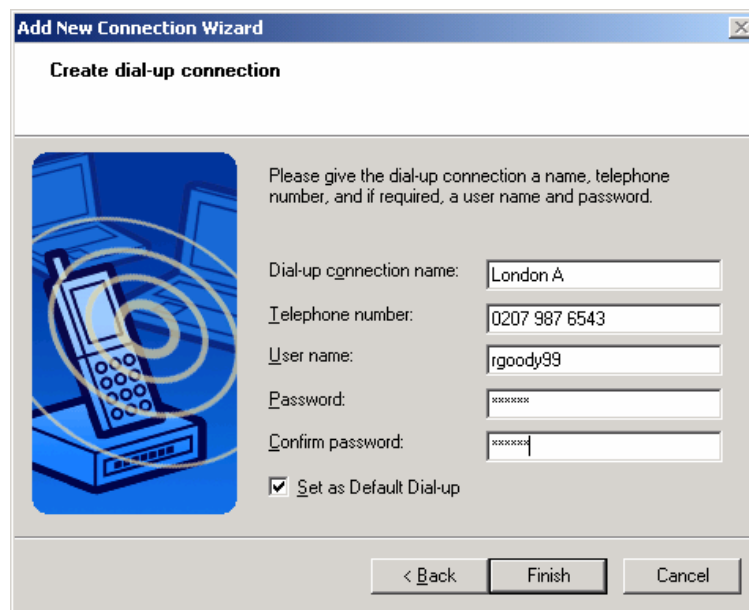 Add New Connection Wizard
Create dial-up connection
Please give the dial-up connection a name, telephone
number, and if required, a user name and password.
Dial-up connection name: London A
Telephone number: 0207 987 6543
User name: rgoody99
Password: ******
Confirm password: ******
Set as Default Dial-up
< Back Finish Cancel